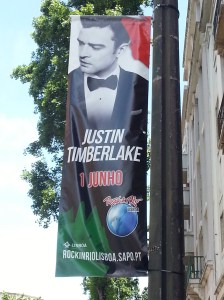 JUSTIN
TIMBERLAKE
1 JUNHO
Rock in Rio
LISBOA
ROCKINRIOLISBOA.SAPO.PT